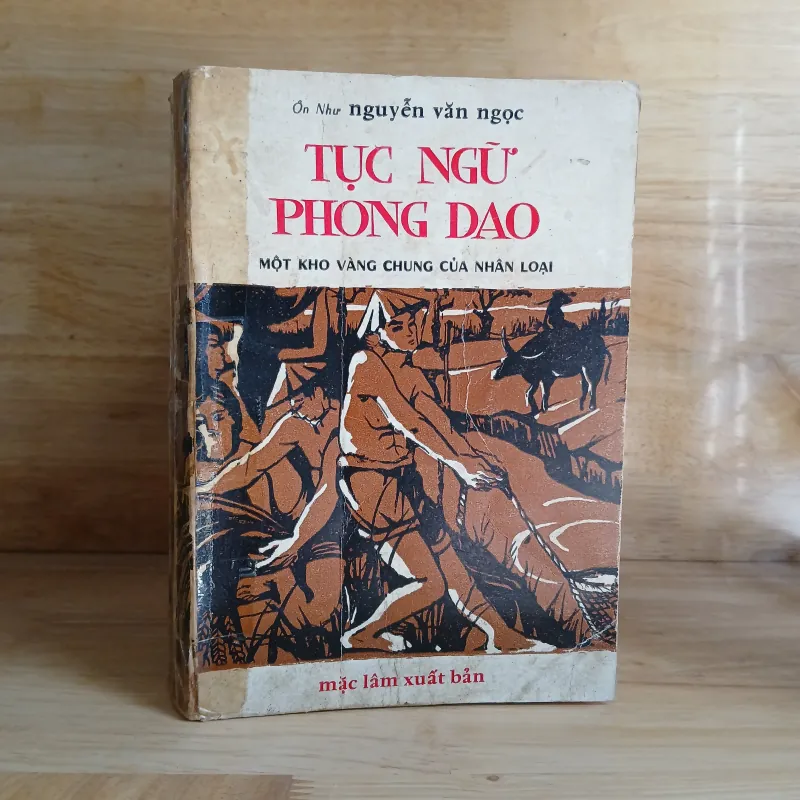 Ôn Như nguyễn văn ngọc
TỤC NGỮ
PHONG DAO
MỘT KHO VÀNG CHUNG CỦA NHÂN LOẠI
mặc lâm xuất bản